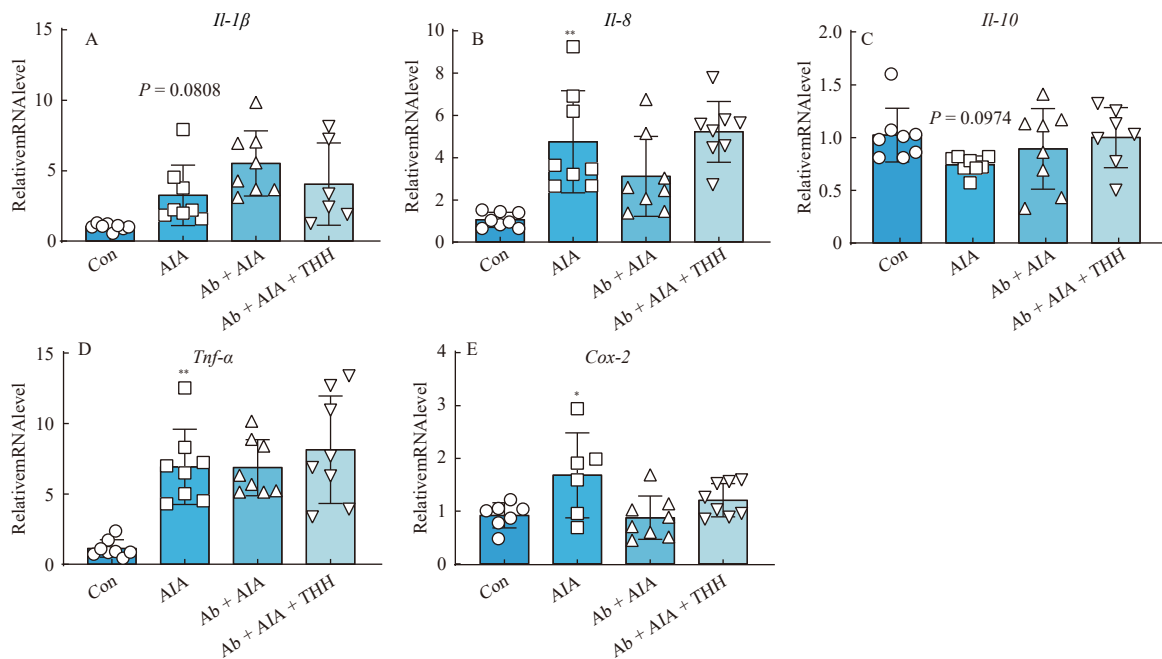 Il-1β
A
RelativemRNAlevel
15
10
5
0
P = 0.0808
Con
AIA
Ab + AIA
Ab + AIA + THH
Il-8
B
RelativemRNAlevel
10
8
6
4
2
0
**
Con
AIA
Ab + AIA
Ab + AIA + THH
Il-10
C
RelativemRNAlevel
2.0
1.5
1.0
0.5
0
P = 0.0974
Con
AIA
Ab + AIA
Ab + AIA + THH
D
Tnf-α
RelativemRNAlevel
15
10
5
0
**
Con
AIA
Ab + AIA
Ab + AIA + THH
E
Cox-2
RelativemRNAlevel
4
3
2
1
0
*
Con
AIA
Ab + AIA
Ab + AIA + THH